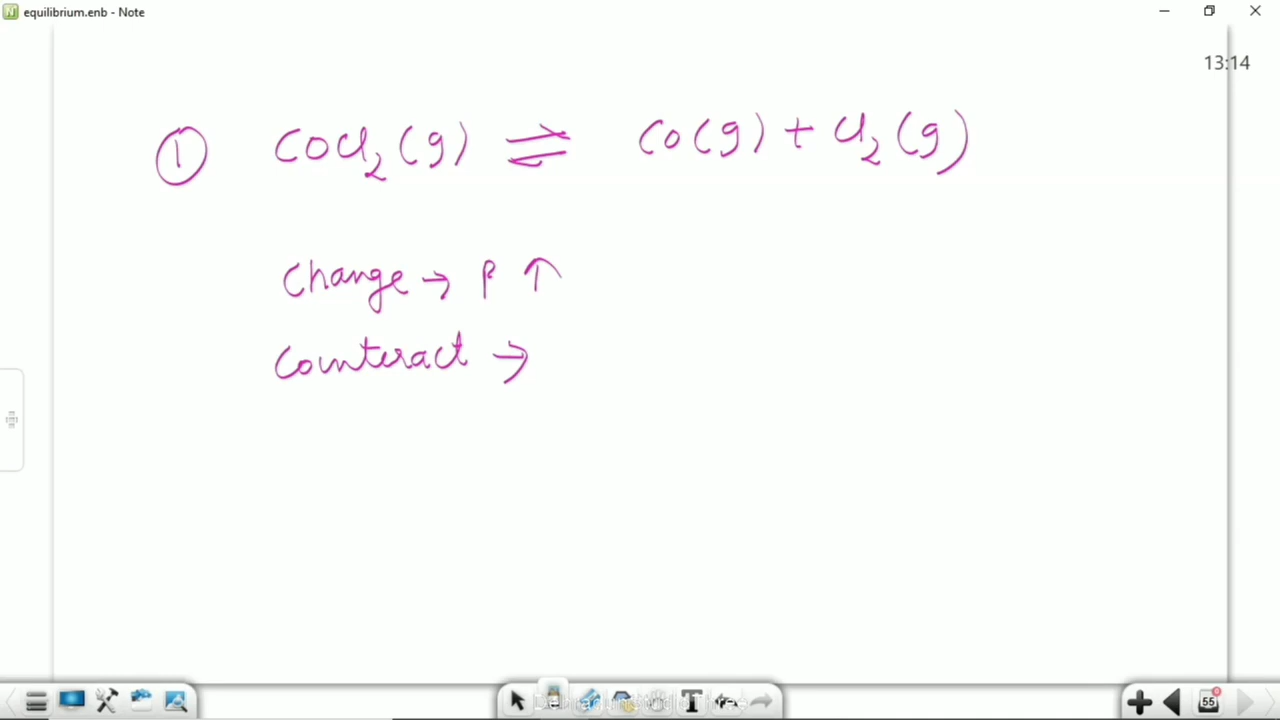 equilibrium.enb - Note
13:14
① COCl₂(g) ⇌ CO(g) + Cl₂(g)
Change → P ↑
Counteract →
T
55